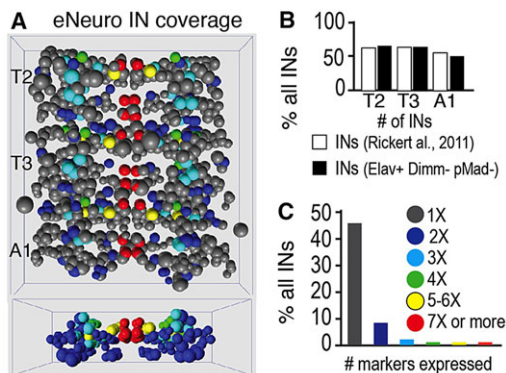 A eNeuro IN coverage
T2
T3
A1
B
% all INs
100
50
0
T2 T3 A1
# of INs
INs (Rickert al., 2011)
INs (Elav+ Dimm- pMad-)
C
% all INs
50
40
30
20
10
0
1X
2X
3X
4X
5-6X
7X or more
# markers expressed